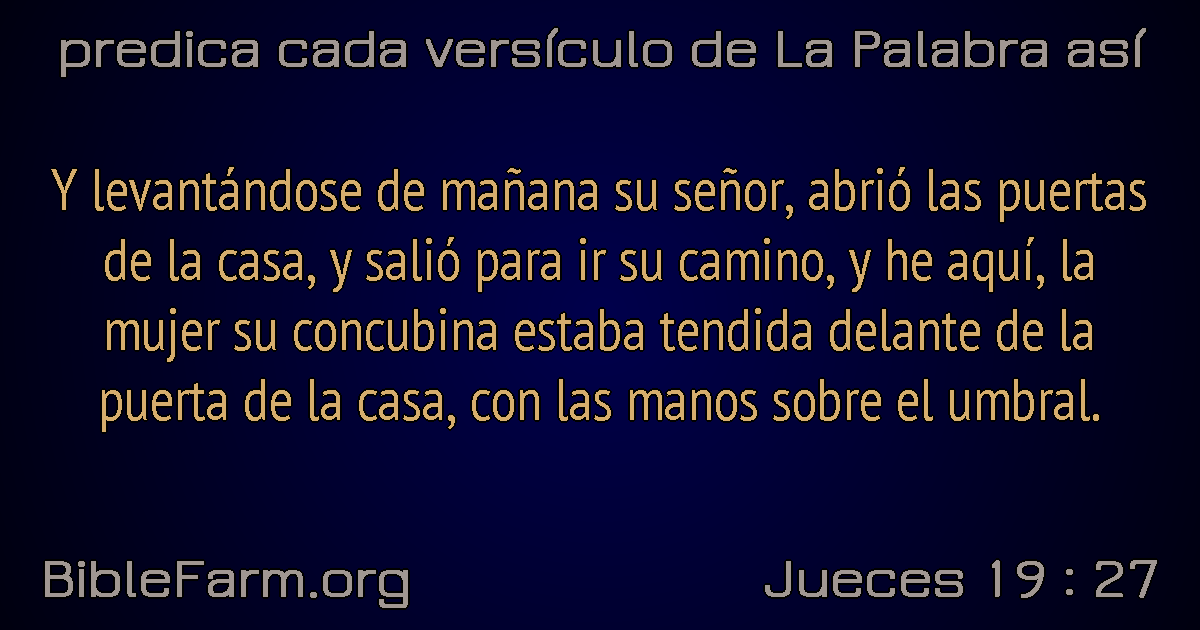 predica cada versículo de La Palabra así
Y levantándose de mañana su señor, abrió las puertas
de la casa, y salió para ir su camino, y he aquí, la
mujer su concubina estaba tendida delante de la
puerta de la casa, con las manos sobre el umbral.
BibleFarm.org
Jueces 19 : 27